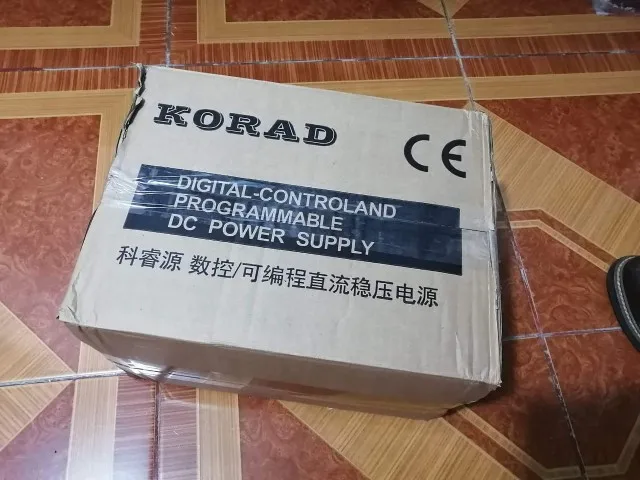 KORAD
CE
DIGITAL-CONTROLAND
PROGRAMMABLE
DC POWER SUPPLY
科睿源 数控/可编程直流稳压电源